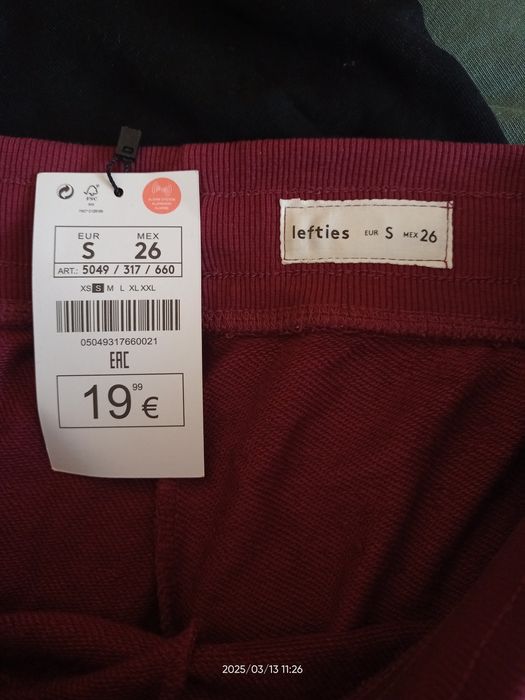 FSC
EUR MEX
S 26
ART.: 5049 / 317 / 660
XS S M L XL XXL
05049317660021
EAC
19 99 €
lefties EUR S MEX 26
2025/03/13 11:26